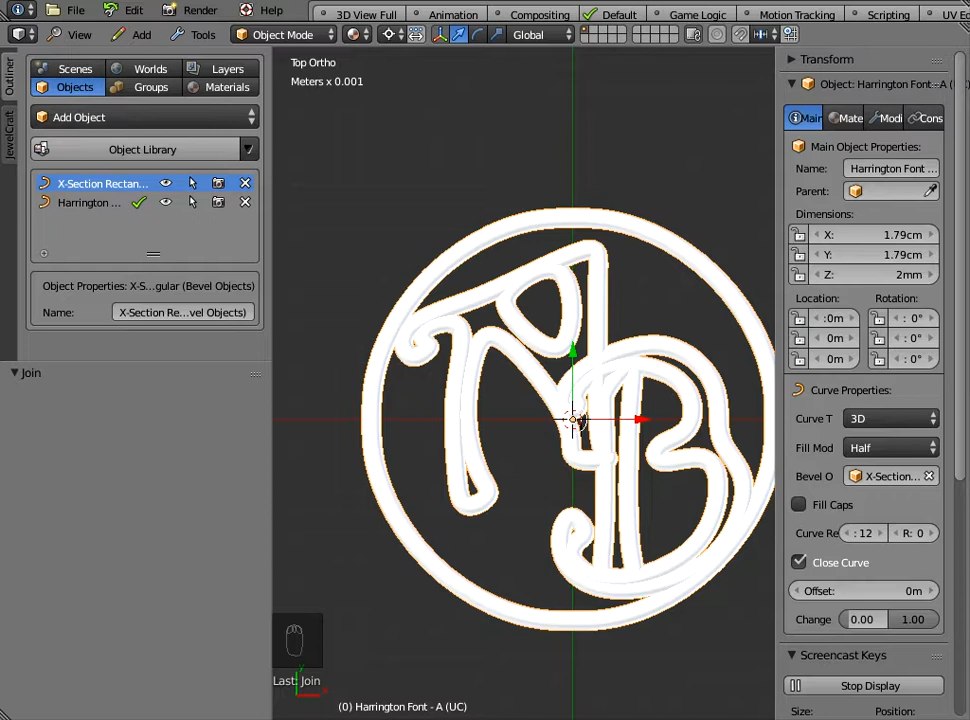 File Edit Render Help 3D View Full Animation Compositing Default Game Logic Motion Tracking Scripting UV Ed
View Add Tools Object Mode Global
Outliner
JewelCraft
Scenes Worlds Layers
Objects Groups Materials
Add Object
Object Library
X-Section Rectan...
Harrington ...
Object Properties: X-S...gular (Bevel Objects)
Name: X-Section Re...vel Objects)
Join
Top Ortho
Meters x 0.001
Last: Join
(0) Harrington Font - A (UC)
Transform
Object: Harrington Font - A (
Main Mate Modi Cons
Main Object Properties:
Name: Harrington Font ...
Parent:
Dimensions:
X: 1.79cm
Y: 1.79cm
Z: 2mm
Location: Rotation:
:0m : 0°
0m 0°
0m : 0°
Curve Properties:
Curve T 3D
Fill Mod Half
Bevel O X-Section...
Fill Caps
Curve Re : 12 R: 0
Close Curve
Offset: 0m
Change 0.00 1.00
Screencast Keys
Stop Display
Size: Position: